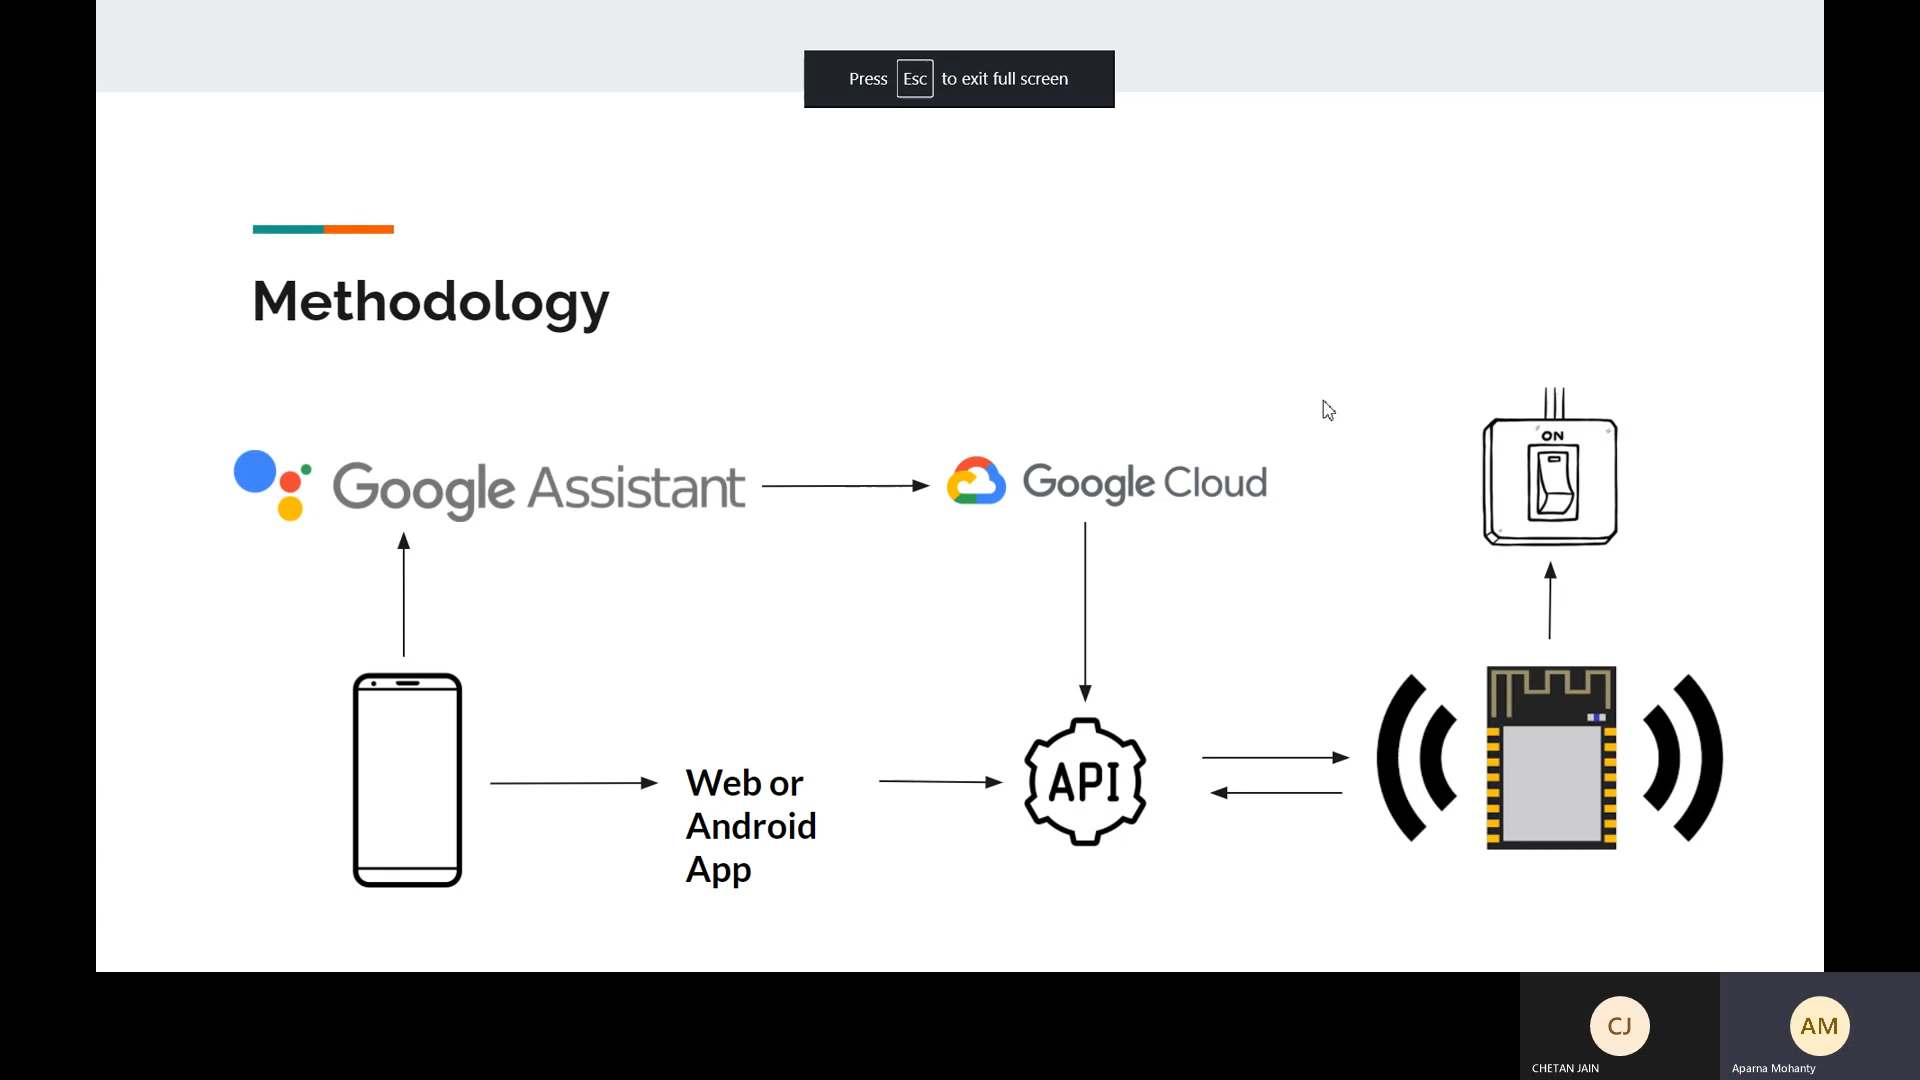 Press Esc to exit full screen
Methodology
Google Assistant
Google Cloud
ON
Web or
Android
App
API
CJ
AM
CHETAN JAIN
Aparna Mohanty